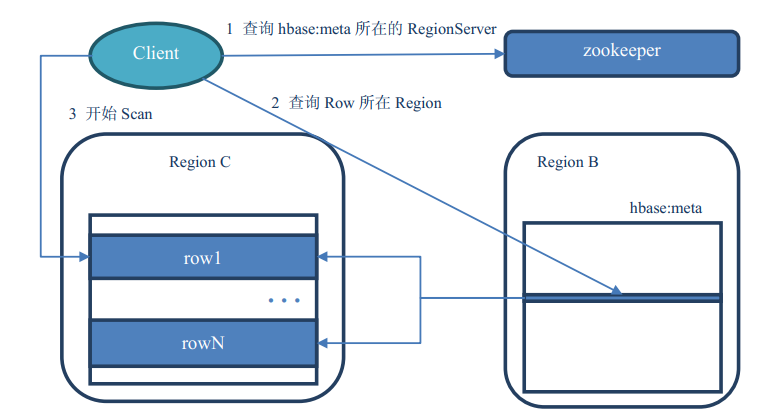 1 查询 hbase:meta 所在的 RegionServer
Client
zookeeper
2 查询 Row 所在 Region
3 开始 Scan
Region C
Region B
hbase:meta
row1
...
rowN